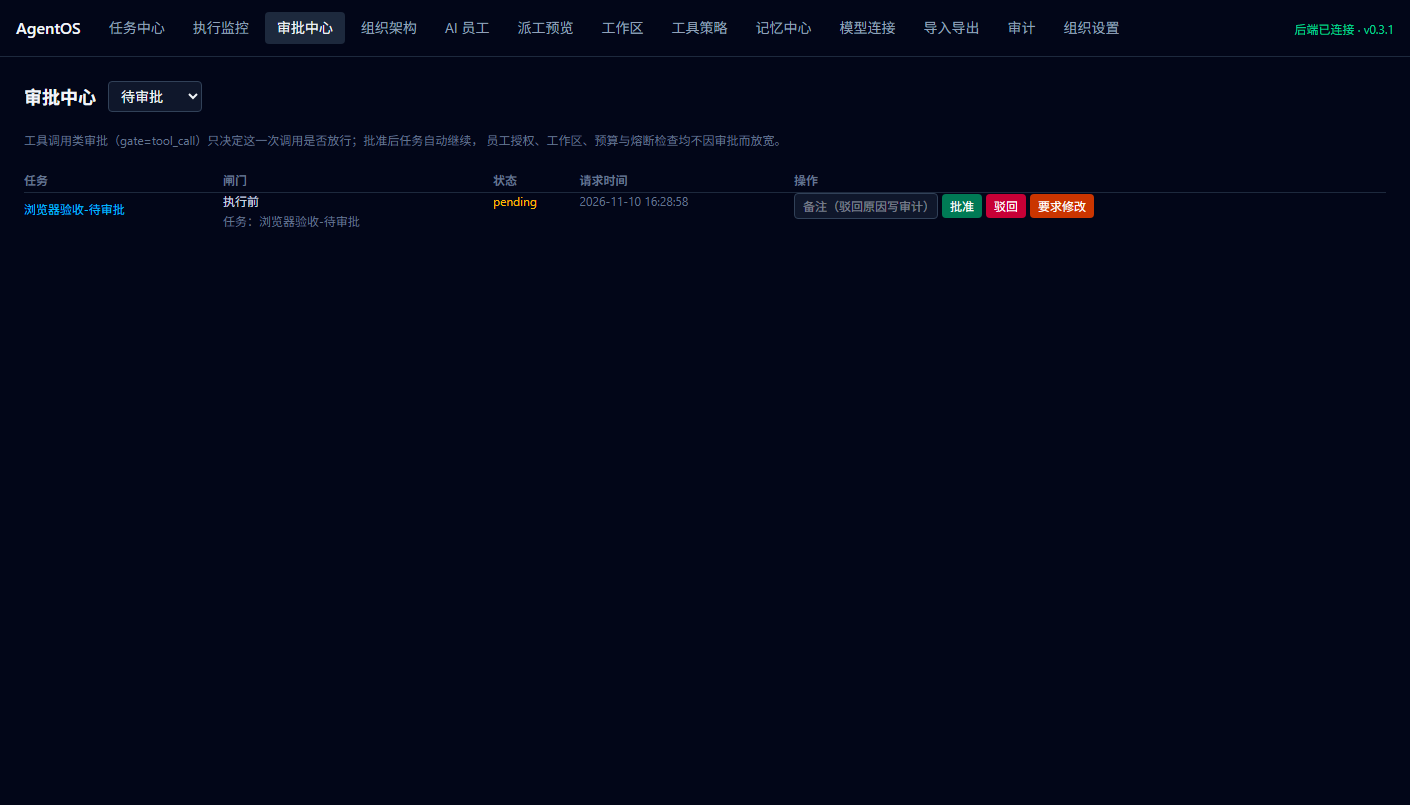 AgentOS 任务中心 执行监控 审批中心 组织架构 AI 员工 派工预览 工作区 工具策略 记忆中心 模型连接 导入导出 审计 组织设置 后端已连接 · v0.3.1
审批中心 待审批
工具调用类审批（gate=tool_call）只决定这一次调用是否放行；批准后任务自动继续， 员工授权、工作区、预算与熔断检查均不因审批而放宽。
任务 闸门 状态 请求时间 操作
浏览器验收-待审批 执行前 pending 2026-11-10 16:28:58 备注（驳回原因写审计） 批准 驳回 要求修改
任务：浏览器验收-待审批